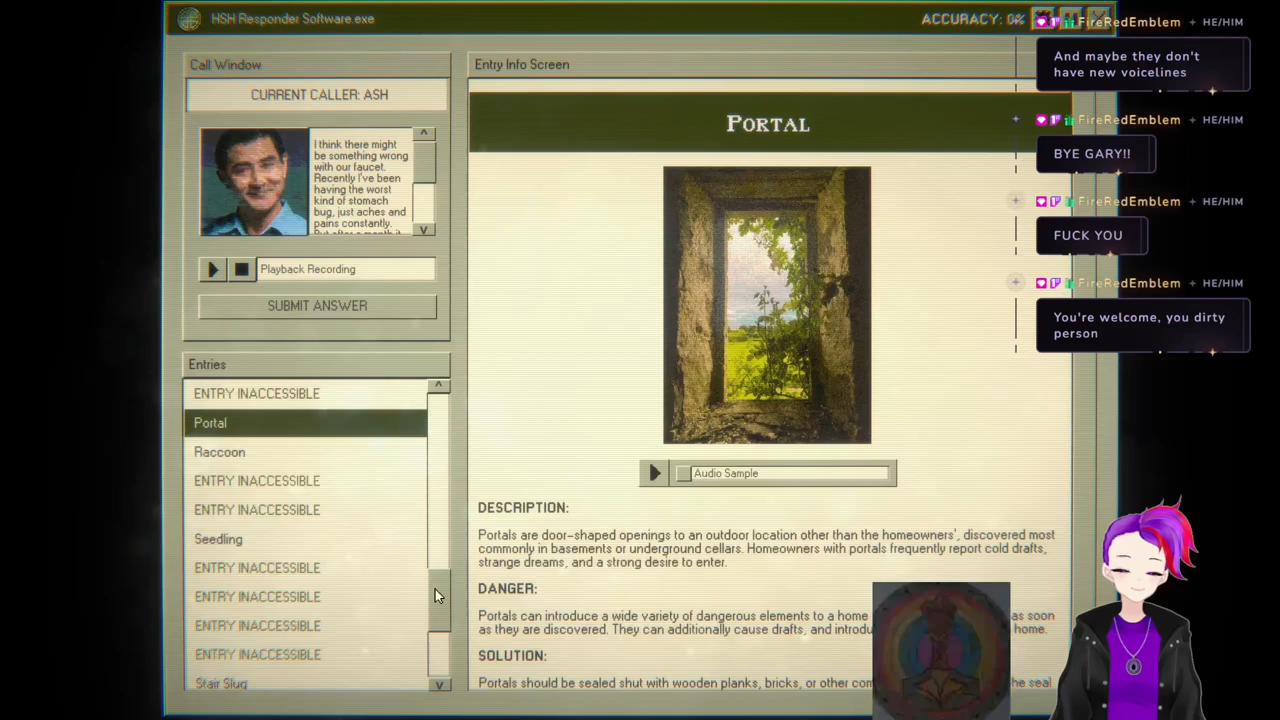 HSH Responder Software.exe
ACCURACY: 0%
Call Window
CURRENT CALLER: ASH
I think there might
be something wrong
with our faucet.
Recently I've been
having the worst
kind of stomach
bug, just aches and
pains constantly.
But after a month it
Playback Recording
SUBMIT ANSWER
Entries
ENTRY INACCESSIBLE
Portal
Raccoon
ENTRY INACCESSIBLE
ENTRY INACCESSIBLE
Seedling
ENTRY INACCESSIBLE
ENTRY INACCESSIBLE
ENTRY INACCESSIBLE
ENTRY INACCESSIBLE
Stair Slug
Entry Info Screen
PORTAL
Audio Sample
DESCRIPTION:
Portals are door-shaped openings to an outdoor location other than the homeowners', discovered most
commonly in basements or underground cellars. Homeowners with portals frequently report cold drafts,
strange dreams, and a strong desire to enter.
DANGER:
Portals can introduce a wide variety of dangerous elements to a home as soon
as they are discovered. They can additionally cause drafts, and introdu home.
SOLUTION:
Portals should be sealed shut with wooden planks, bricks, or other com he seal
FireRedEmblem + HE/HIM
And maybe they don't
have new voicelines
FireRedEmblem + HE/HIM
BYE GARY!!
FireRedEmblem + HE/HIM
FUCK YOU
FireRedEmblem + HE/HIM
You're welcome, you dirty
person